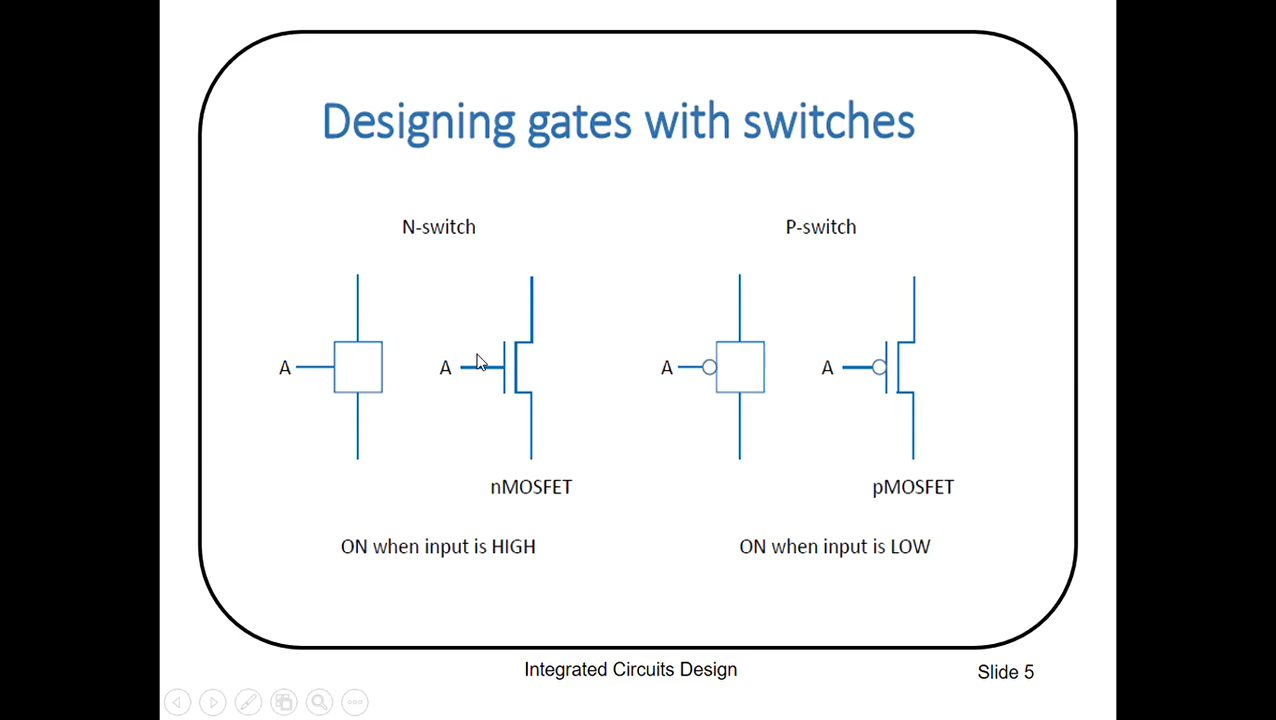 Designing gates with switches
N-switch
P-switch
A
A
A
A
nMOSFET
pMOSFET
ON when input is HIGH
ON when input is LOW
Integrated Circuits Design
Slide 5